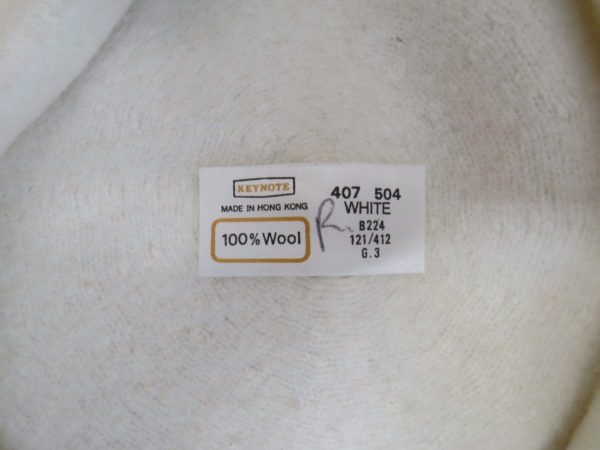 KEYNOTE
MADE IN HONG KONG
100% Wool
407 504
WHITE
B224
121/412
G.3
R.